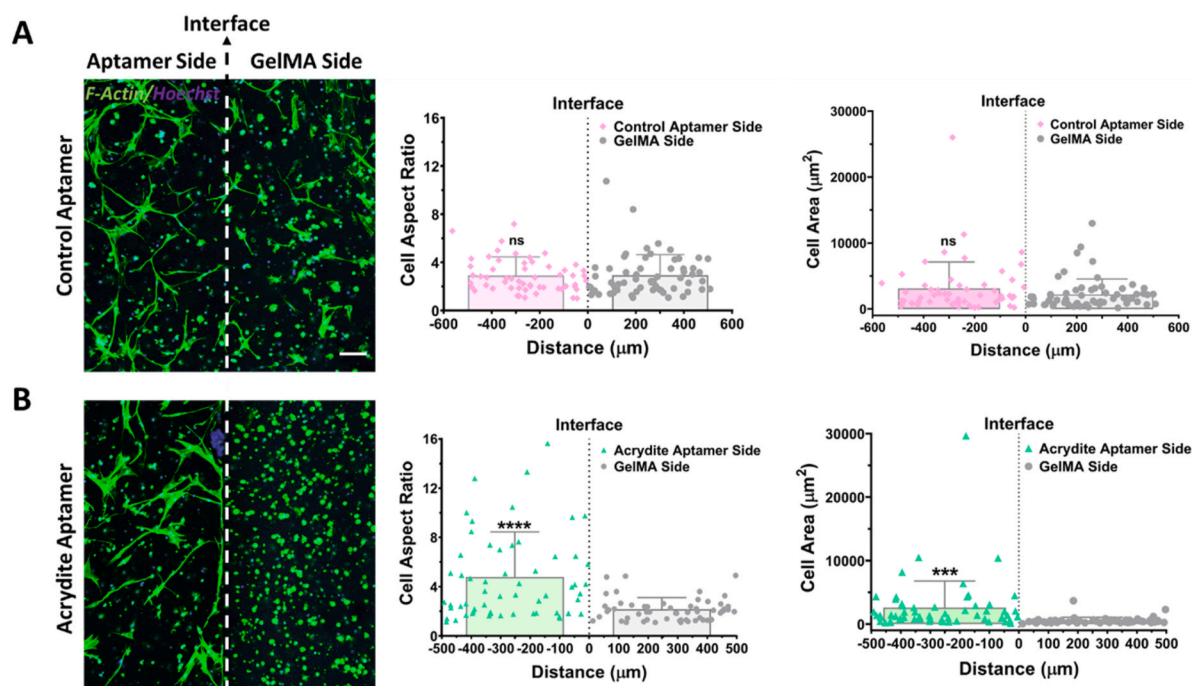 A
Interface
Aptamer Side
GelMA Side
F-Actin/Hoechst
Control Aptamer
Interface
Control Aptamer Side
GelMA Side
ns
Cell Aspect Ratio
16
12
8
4
2
0
-600 -400 -200 0 200 400 600
Distance (μm)
Interface
Control Aptamer Side
GelMA Side
ns
Cell Area (μm²)
30000
20000
10000
0
-600 -400 -200 0 200 400 600
Distance (μm)
B
Acrydite Aptamer
Interface
Acrydite Aptamer Side
GelMA Side
****
Cell Aspect Ratio
16
12
8
4
0
-500 -400 -300 -200 -100 0 100 200 300 400 500
Distance (μm)
Interface
Acrydite Aptamer Side
GelMA Side
***
Cell Area (μm²)
30000
20000
10000
0
-500 -400 -300 -200 -100 0 100 200 300 400 500
Distance (μm)